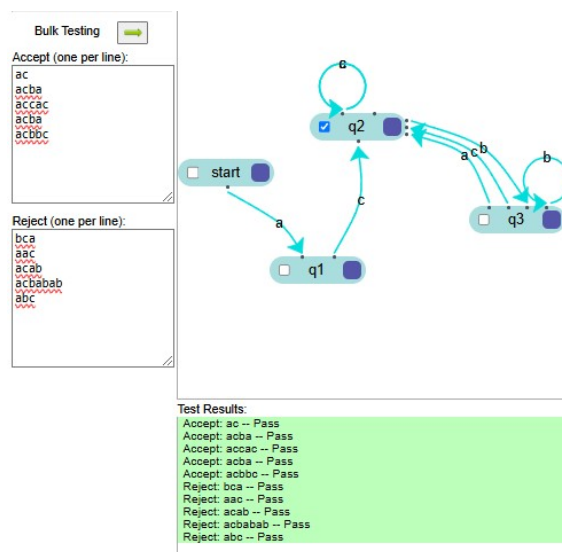 Bulk Testing
Accept (one per line):
ac
acba
accac
acba
acbbc
Reject (one per line):
bca
aac
acab
acbabab
abc
c
q2
a
c
b
b
start
a
c
q3
q1
Test Results:
Accept: ac -- Pass
Accept: acba -- Pass
Accept: accac -- Pass
Accept: acba -- Pass
Accept: acbbc -- Pass
Reject: bca -- Pass
Reject: aac -- Pass
Reject: acab -- Pass
Reject: acbabab -- Pass
Reject: abc -- Pass